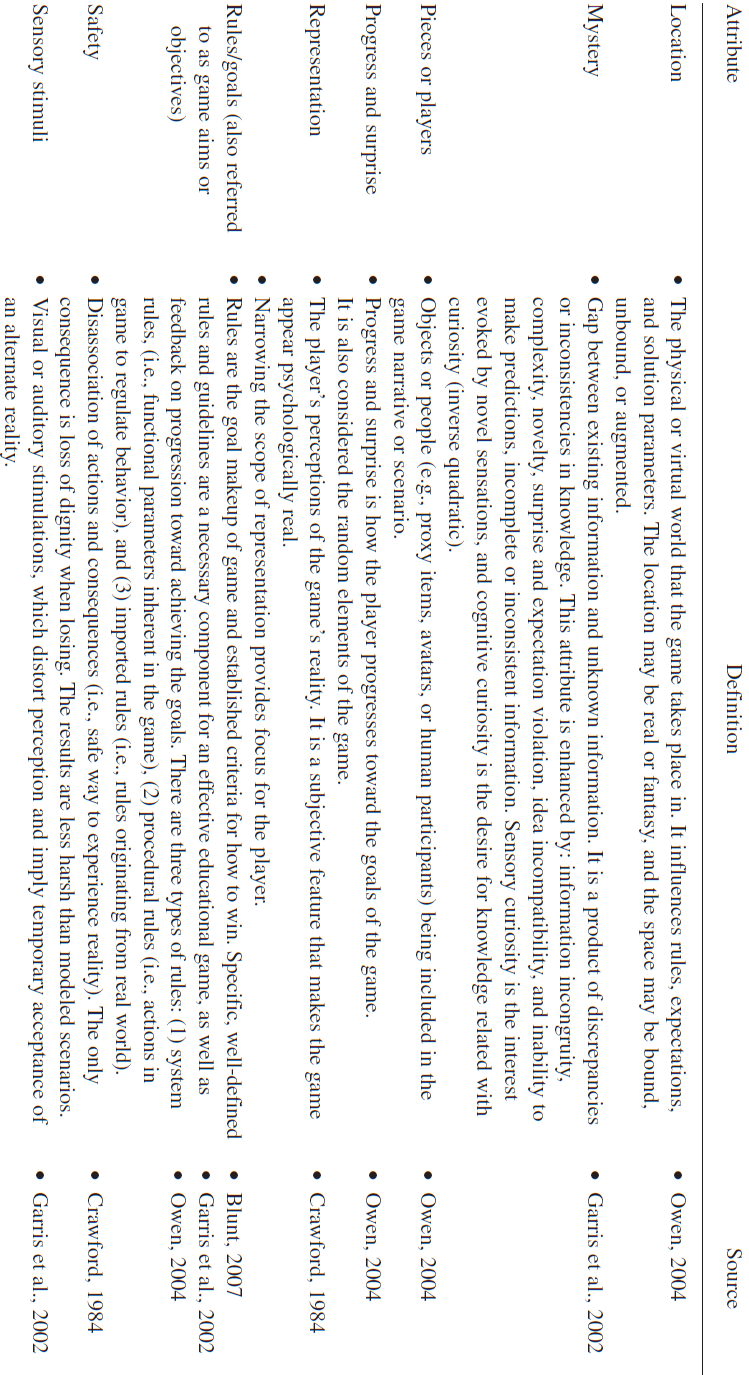 Attribute Definition Source
Location • The physical or virtual world that the game takes place in. It influences rules, expectations, • Owen, 2004
and solution parameters. The location may be real or fantasy, and the space may be bound,
unbound, or augmented.
Mystery • Gap between existing information and unknown information. It is a product of discrepancies • Garris et al., 2002
or inconsistencies in knowledge. This attribute is enhanced by: information incongruity,
complexity, novelty, surprise and expectation violation, idea incompatibility, and inability to
make predictions, incomplete or inconsistent information. Sensory curiosity is the interest
evoked by novel sensations, and cognitive curiosity is the desire for knowledge related with
curiosity (inverse quadratic).
Pieces or players • Objects or people (e.g., proxy items, avatars, or human participants) being included in the • Owen, 2004
game narrative or scenario.
Progress and surprise • Progress and surprise is how the player progresses toward the goals of the game. • Owen, 2004
It is also considered the random elements of the game.
Representation • The player's perceptions of the game's reality. It is a subjective feature that makes the game • Crawford, 1984
appear psychologically real.
• Narrowing the scope of representation provides focus for the player.
Rules/goals (also referred • Rules are the goal makeup of game and established criteria for how to win. Specific, well-defined • Blunt, 2007
to as game aims or rules and guidelines are a necessary component for an effective educational game, as well as • Garris et al., 2002
objectives) feedback on progression toward achieving the goals. There are three types of rules: (1) system • Owen, 2004
rules, (i.e., functional parameters inherent in the game), (2) procedural rules (i.e., actions in
game to regulate behavior), and (3) imported rules (i.e., rules originating from real world).
Safety • Disassociation of actions and consequences (i.e., safe way to experience reality). The only • Crawford, 1984
consequence is loss of dignity when losing. The results are less harsh than modeled scenarios.
Sensory stimuli • Visual or auditory stimulations, which distort perception and imply temporary acceptance of • Garris et al., 2002
an alternate reality.